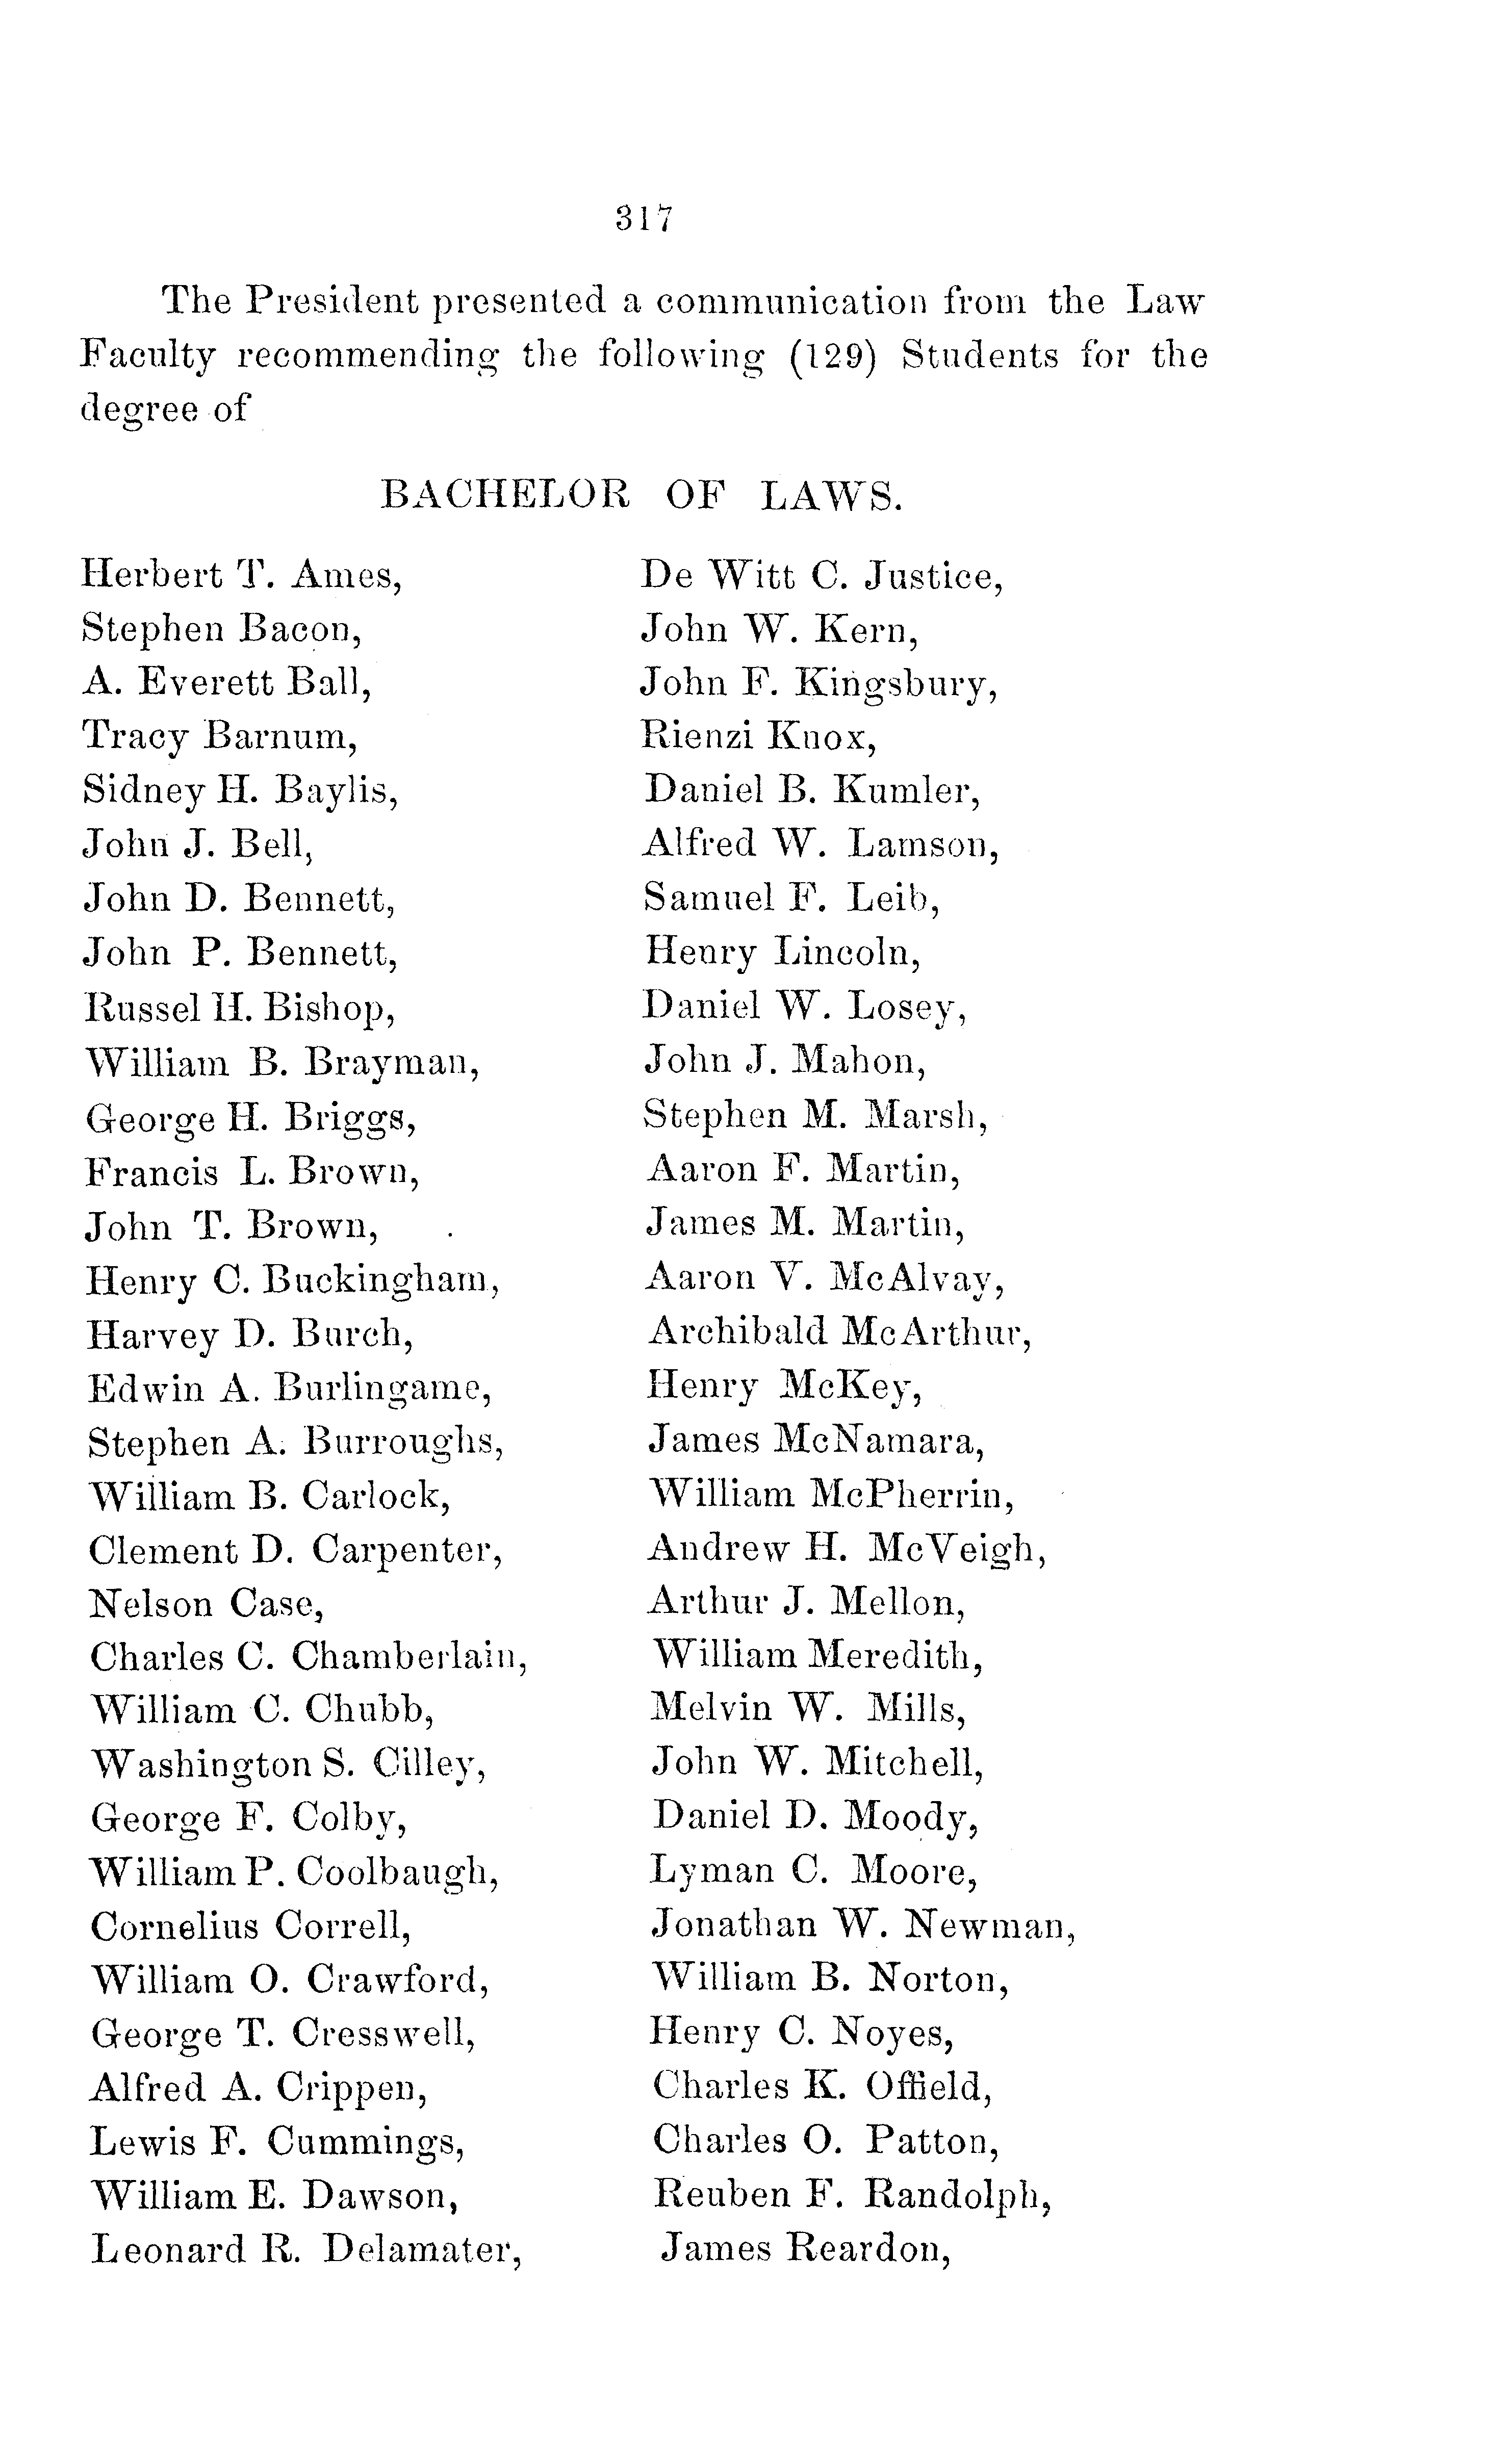 317
The President presented a communication from the Law
Faculty recommending the following (129) Students for the
degree of
BACHELOR OF LAWS.
Herbert T. Ames,
Stephen Bacon,
A. Everett Ball,
Tracy Barnum,
Sidney H. Baylis,
John J. Bell,
John D. Bennett,
John P. Bennett,
Russel H. Bishop,
William B. Brayman,
George H. Briggs,
Francis L. Brown,
John T. Brown,
Henry C. Buckingham,
Harvey D. Burch,
Edwin A. Burlingame,
Stephen A. Burroughs,
William B. Carlock,
Clement D. Carpenter,
Nelson Case,
Charles C. Chamberlain,
William C. Chubb,
Washington S. Cilley,
George F. Colby,
William P. Coolbaugh,
Cornelius Correll,
William O. Crawford,
George T. Cresswell,
Alfred A. Crippen,
Lewis F. Cummings,
William E. Dawson,
Leonard R. Delamater,
De Witt C. Justice,
John W. Kern,
John F. Kingsbury,
Rienzi Knox,
Daniel B. Kumler,
Alfred W. Lamson,
Samuel F. Leib,
Henry Lincoln,
Daniel W. Losey,
John J. Mahon,
Stephen M. Marsh,
Aaron F. Martin,
James M. Martin,
Aaron V. McAlvay,
Archibald McArthur,
Henry McKey,
James McNamara,
William McPherrin,
Andrew H. McVeigh,
Arthur J. Mellon,
William Meredith,
Melvin W. Mills,
John W. Mitchell,
Daniel D. Moody,
Lyman C. Moore,
Jonathan W. Newman,
William B. Norton,
Henry C. Noyes,
Charles K. Offield,
Charles O. Patton,
Reuben F. Randolph,
James Reardon,